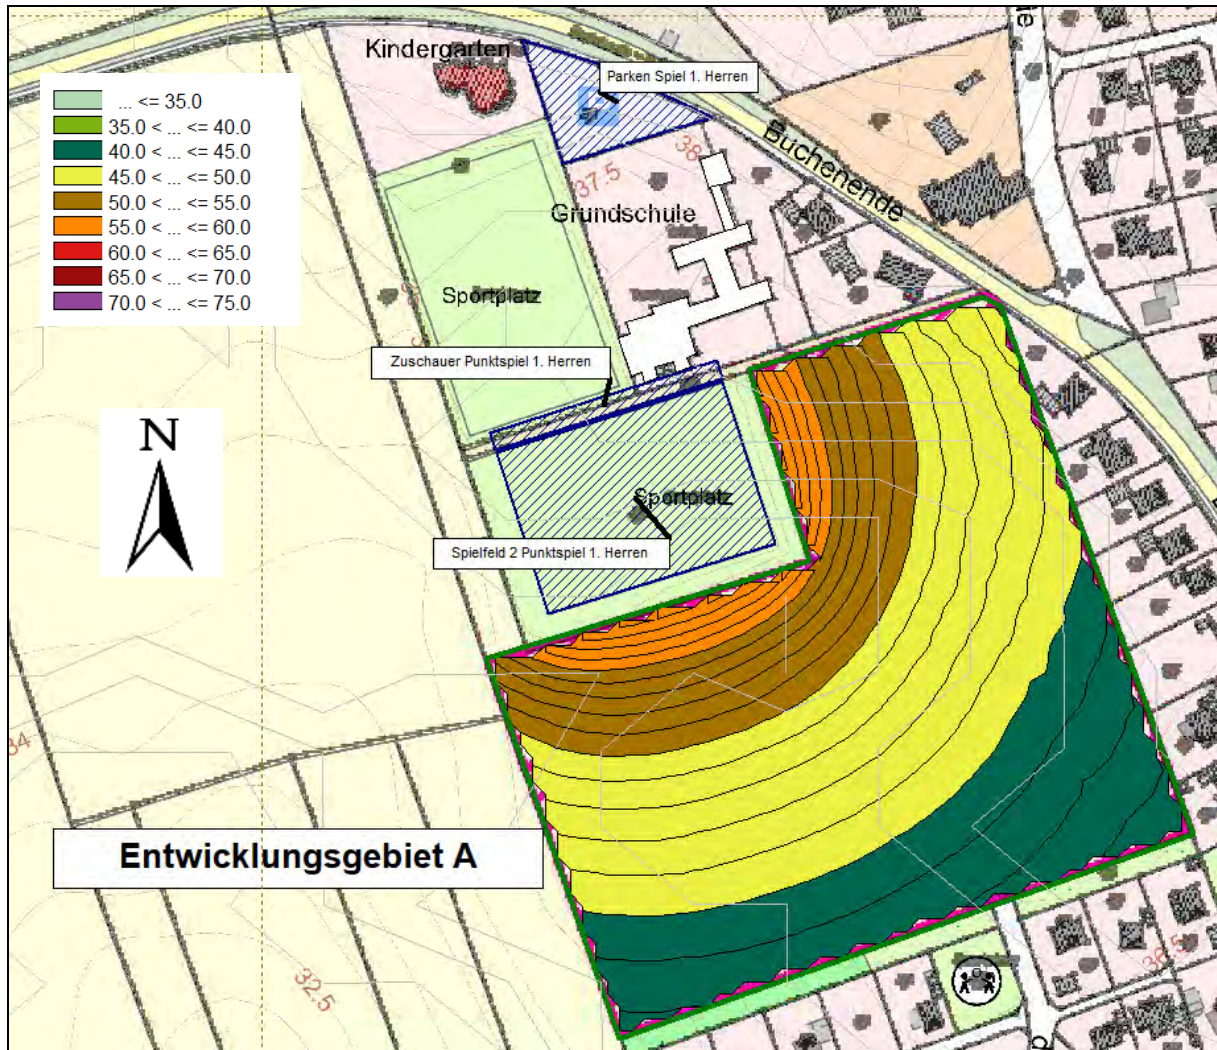 Kindergarten
Parken Spiel 1. Herren
... <= 35.0
35.0 < ... <= 40.0
40.0 < ... <= 45.0
45.0 < ... <= 50.0
50.0 < ... <= 55.0
55.0 < ... <= 60.0
60.0 < ... <= 65.0
65.0 < ... <= 70.0
70.0 < ... <= 75.0
Buchenende
38
37.5
Grundschule
Sportplatz
Zuschauer Punktspiel 1. Herren
N
Sportplatz
Spielfeld 2 Punktspiel 1. Herren
34
Entwicklungsgebiet A
32.5
36.5